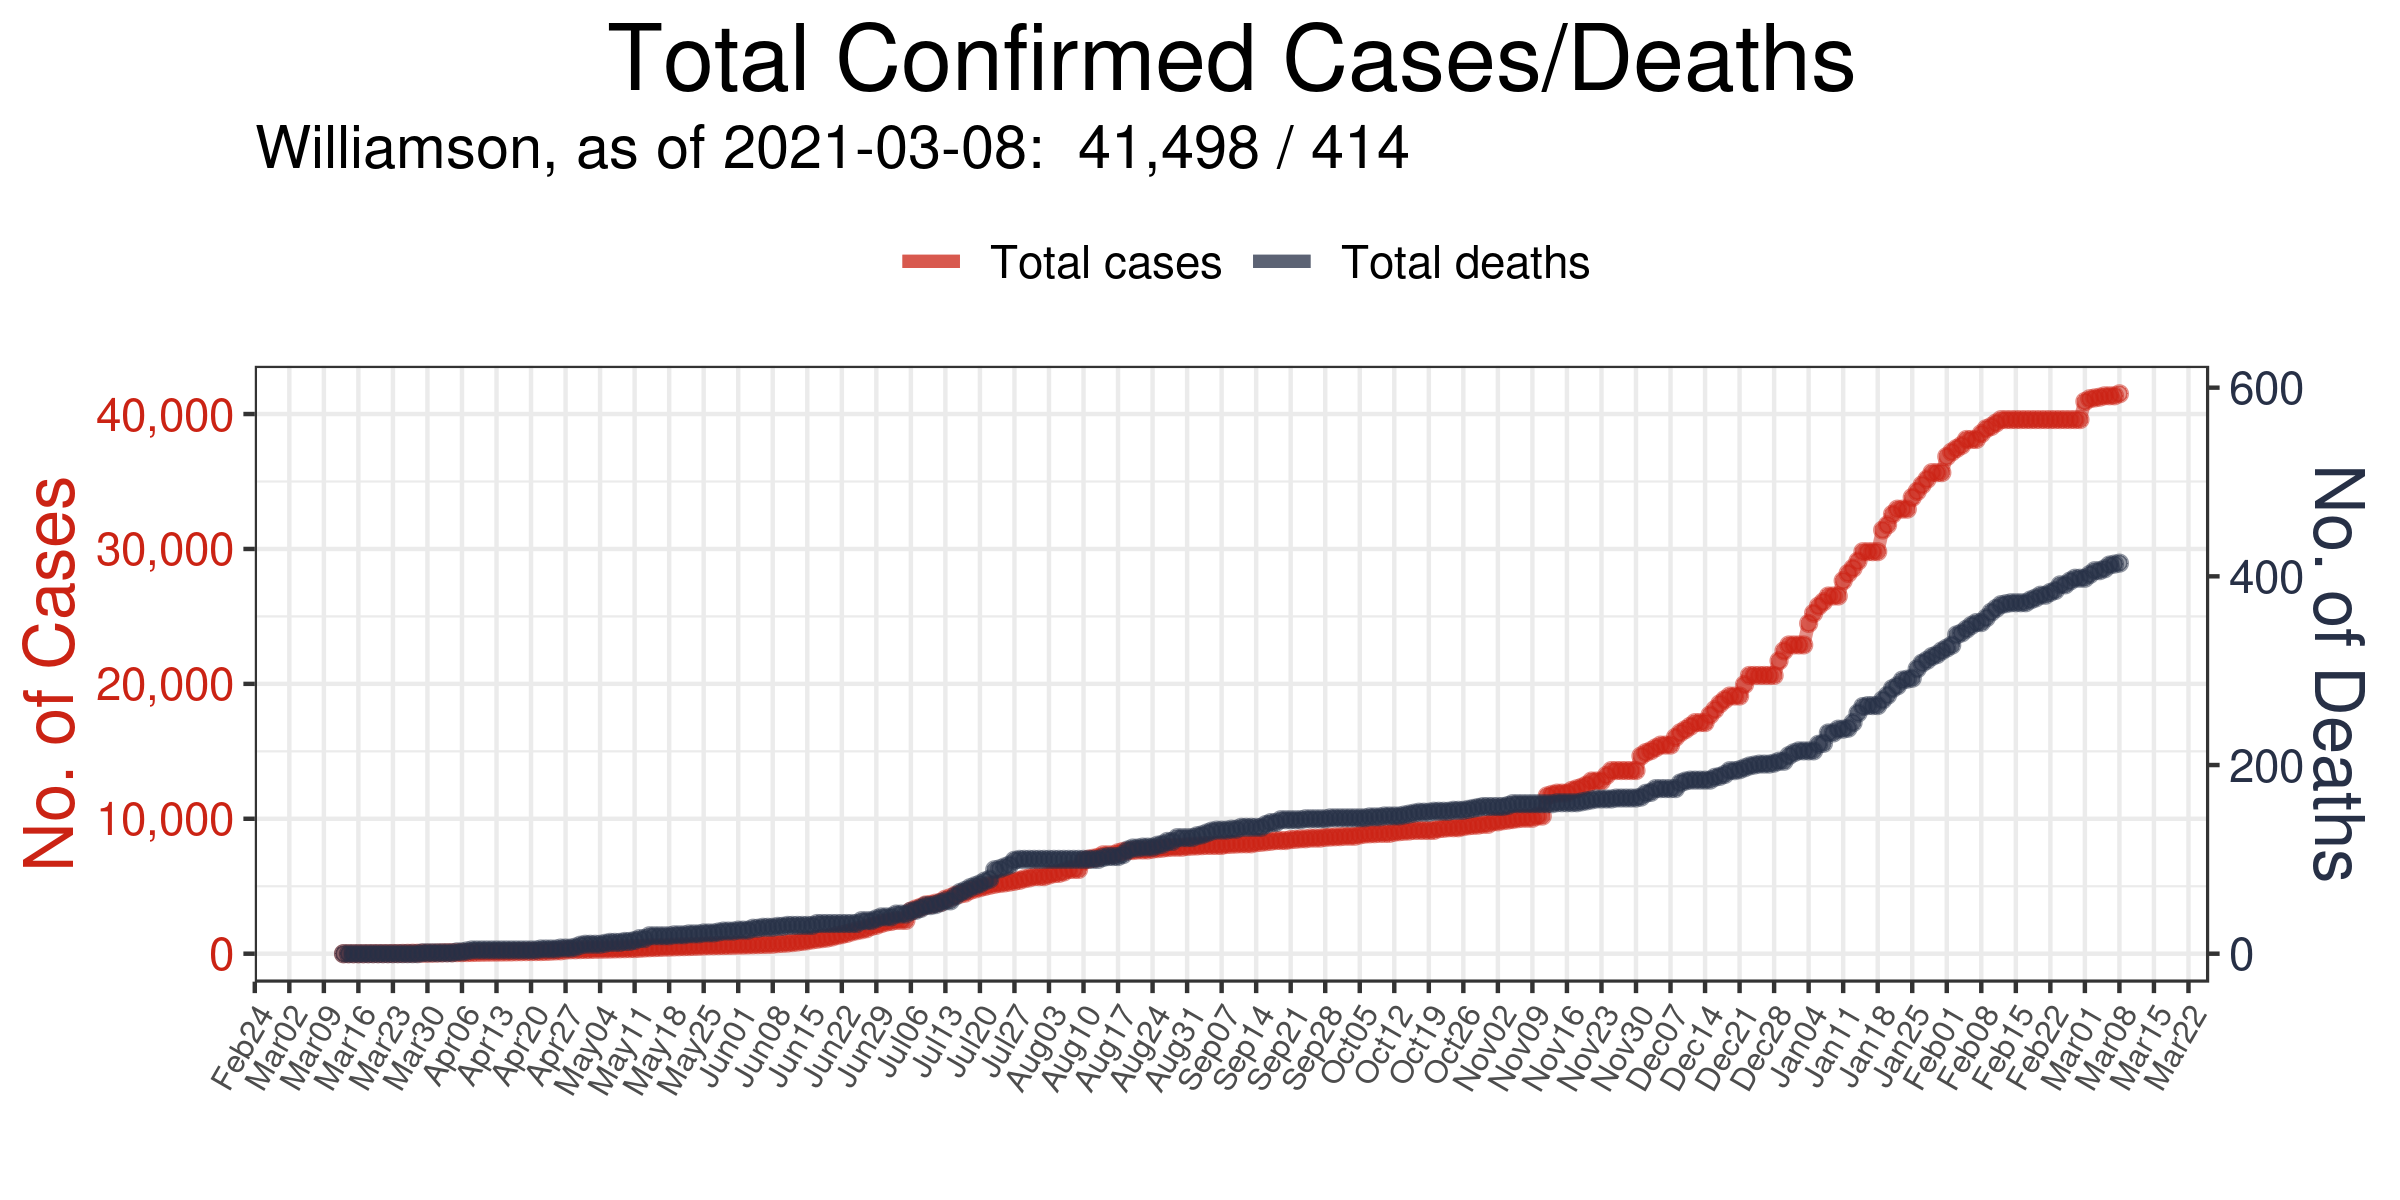 Total Confirmed Cases/Deaths
Williamson, as of 2021-03-08:  41,498 / 414
Total cases
Total deaths
No. of Cases
40,000
30,000
20,000
10,000
0
600
400
200
0
No. of Deaths
Feb24
Mar02
Mar09
Mar16
Mar23
Mar30
Apr06
Apr13
Apr20
Apr27
May04
May11
May18
May25
Jun01
Jun08
Jun15
Jun22
Jun29
Jul06
Jul13
Jul20
Jul27
Aug03
Aug10
Aug17
Aug24
Aug31
Sep07
Sep14
Sep21
Sep28
Oct05
Oct12
Oct19
Oct26
Nov02
Nov09
Nov16
Nov23
Nov30
Dec07
Dec14
Dec21
Dec28
Jan04
Jan11
Jan18
Jan25
Feb01
Feb08
Feb15
Feb22
Mar01
Mar08
Mar15
Mar22